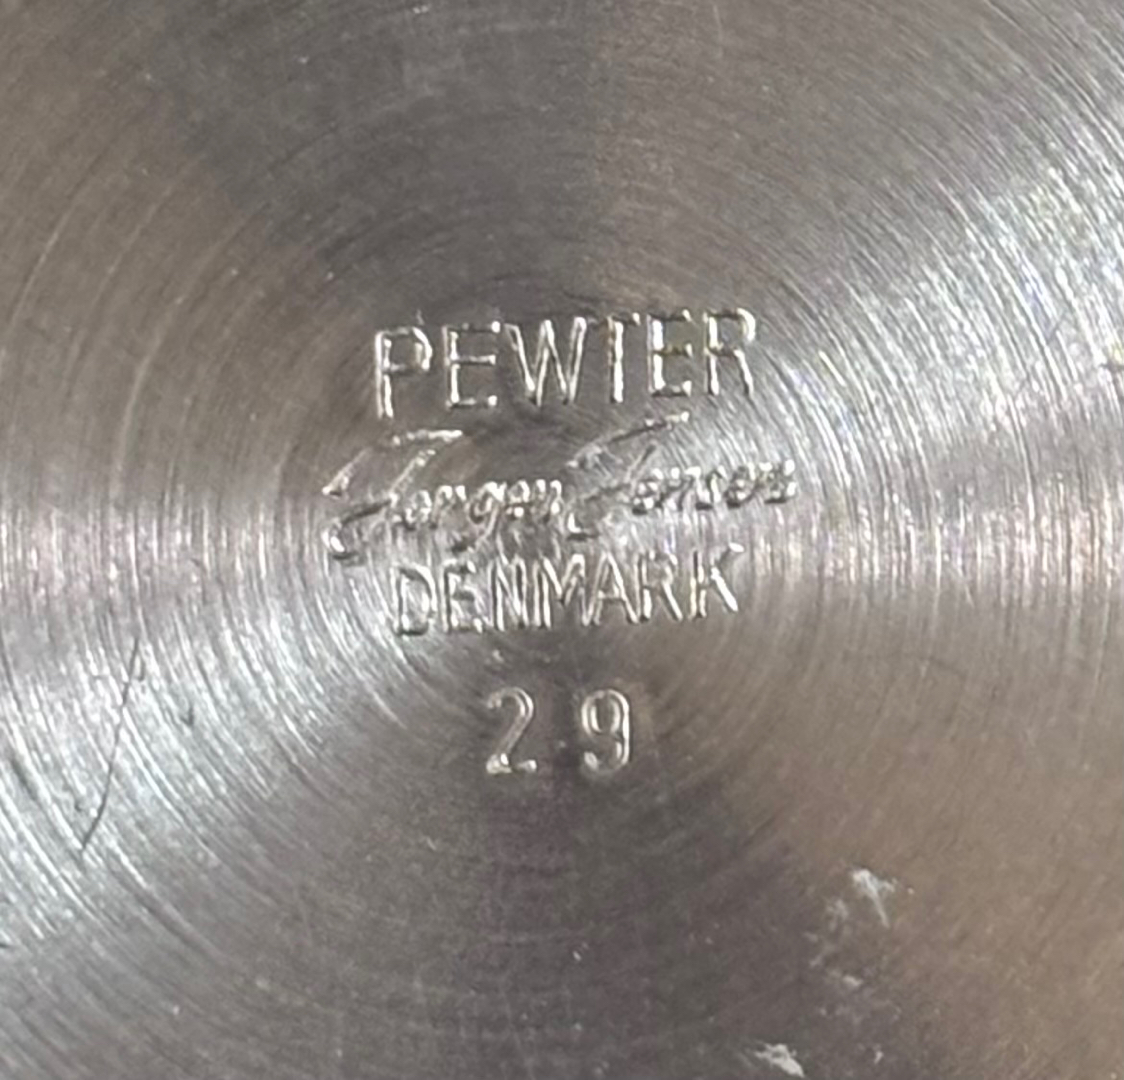 PEWTER
Jorgen Jensen
DENMARK
29